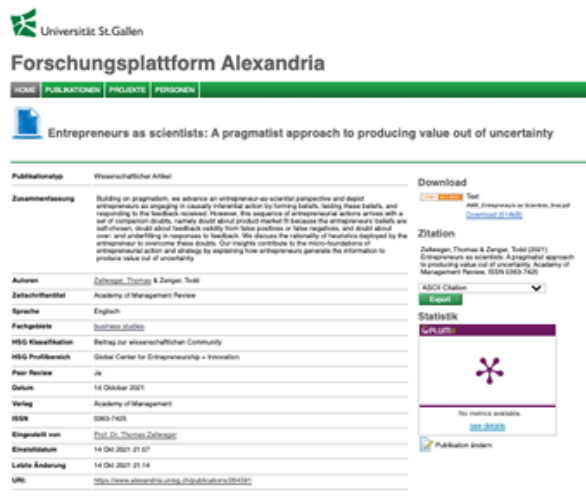 Universität St.Gallen
Forschungsplattform Alexandria
HOME PUBLIKATIONEN PROJEKTE PERSONEN
Entrepreneurs as scientists: A pragmatist approach to producing value out of uncertainty
Publikationstyp Wissenschaftlicher Artikel
Zusammenfassung Building on pragmatism, we advance an entrepreneur-as-scientist perspective and depict
entrepreneurs as engaging in causally inferential action by forming beliefs, testing these beliefs, and
responding to the feedback received. However, this sequence of entrepreneurial actions arrives with a
set of companion doubts, namely doubt about product-market fit because the entrepreneurs' beliefs are
self-chosen, doubt about feedback validity from false positives or false negatives, and doubt about
over- and underfitting in responses to feedback. We discuss the rationality of heuristics deployed by the
entrepreneur to overcome these doubts. Our insights contribute to the micro-foundations of
entrepreneurial action and strategy by explaining how entrepreneurs generate the information to
produce value out of uncertainty.
Autoren Zellweger, Thomas & Zenger, Todd
Zeitschriftentitel Academy of Management Review
Sprache Englisch
Fachgebiete business studies
HSG Klassifikation Beitrag zur wissenschaftlichen Community
HSG Profilbereich Global Center for Entrepreneurship + Innovation
Peer Review Ja
Datum 14 Oktober 2021
Verlag Academy of Management
ISSN 0363-7425
Eingestellt von Prof. Dr. Thomas Zellweger
Einstelldatum 14 Okt 2021 21:07
Letzte Änderung 14 Okt 2021 21:14
URI: https://www.alexandria.unisg.ch/publications/264591
Download
Text
AMR_Entrepreneurs as Scientists_final.pdf
Download (514kB)
Zitation
Zellweger, Thomas & Zenger, Todd (2021)
Entrepreneurs as scientists: A pragmatist approach
to producing value out of uncertainty. Academy of
Management Review, ISSN 0363-7425
ASCII Citation
Export
Statistik
PLUMX
No metrics available.
see details
Publikation ändern